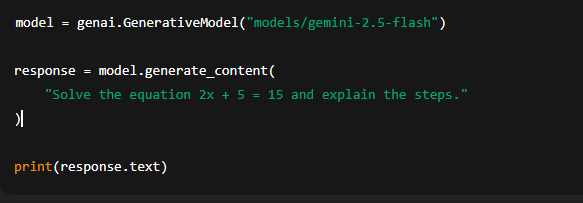 model = genai.GenerativeModel("models/gemini-2.5-flash")
response = model.generate_content(
"Solve the equation 2x + 5 = 15 and explain the steps."
)
print(response.text)